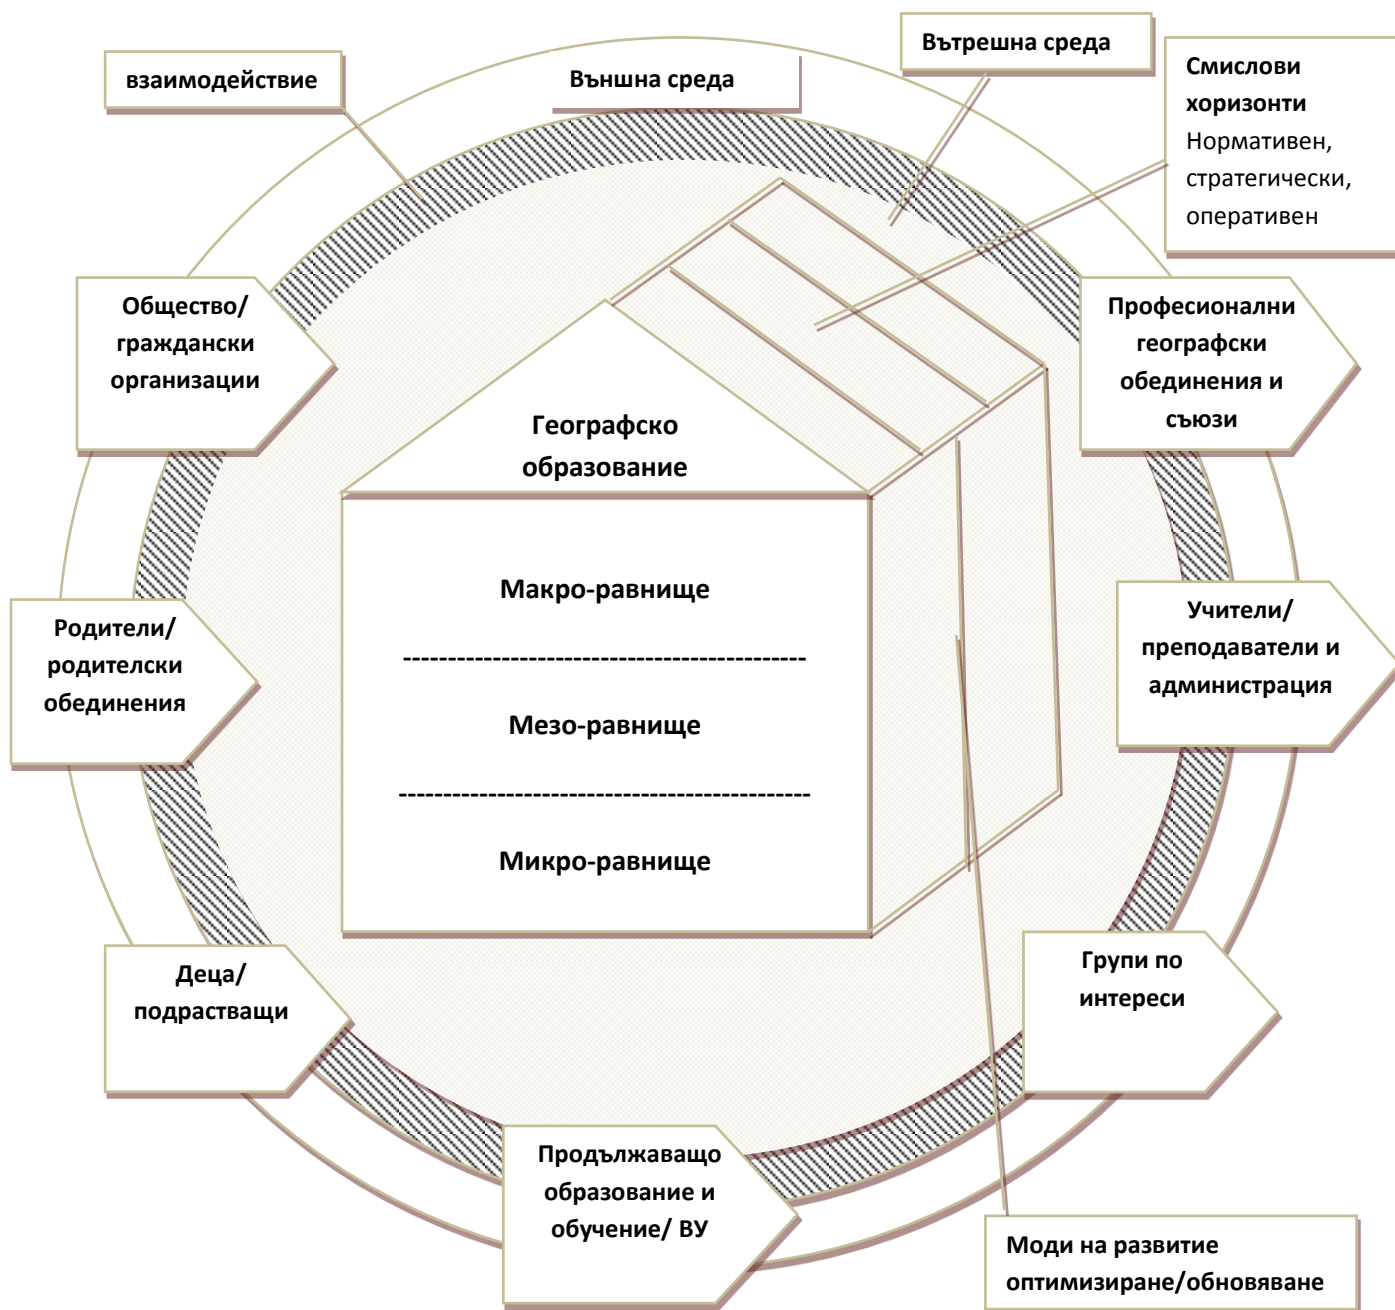 Вътрешна среда
взаимодействие
Външна среда
Смислови
хоризонти
Нормативен,
стратегически,
оперативен
Общество/
граждански
организации
Професионални
географски
обединения и
съюзи
Географско
образование
Макро-равнище
Мезо-равнище
Микро-равнище
Родители/
родителски
обединения
Учители/
преподаватели и
администрация
Деца/
подрастващи
Групи по
интереси
Продължаващо
образование и
обучение/ ВУ
Моди на развитие
оптимизиране/обновяване